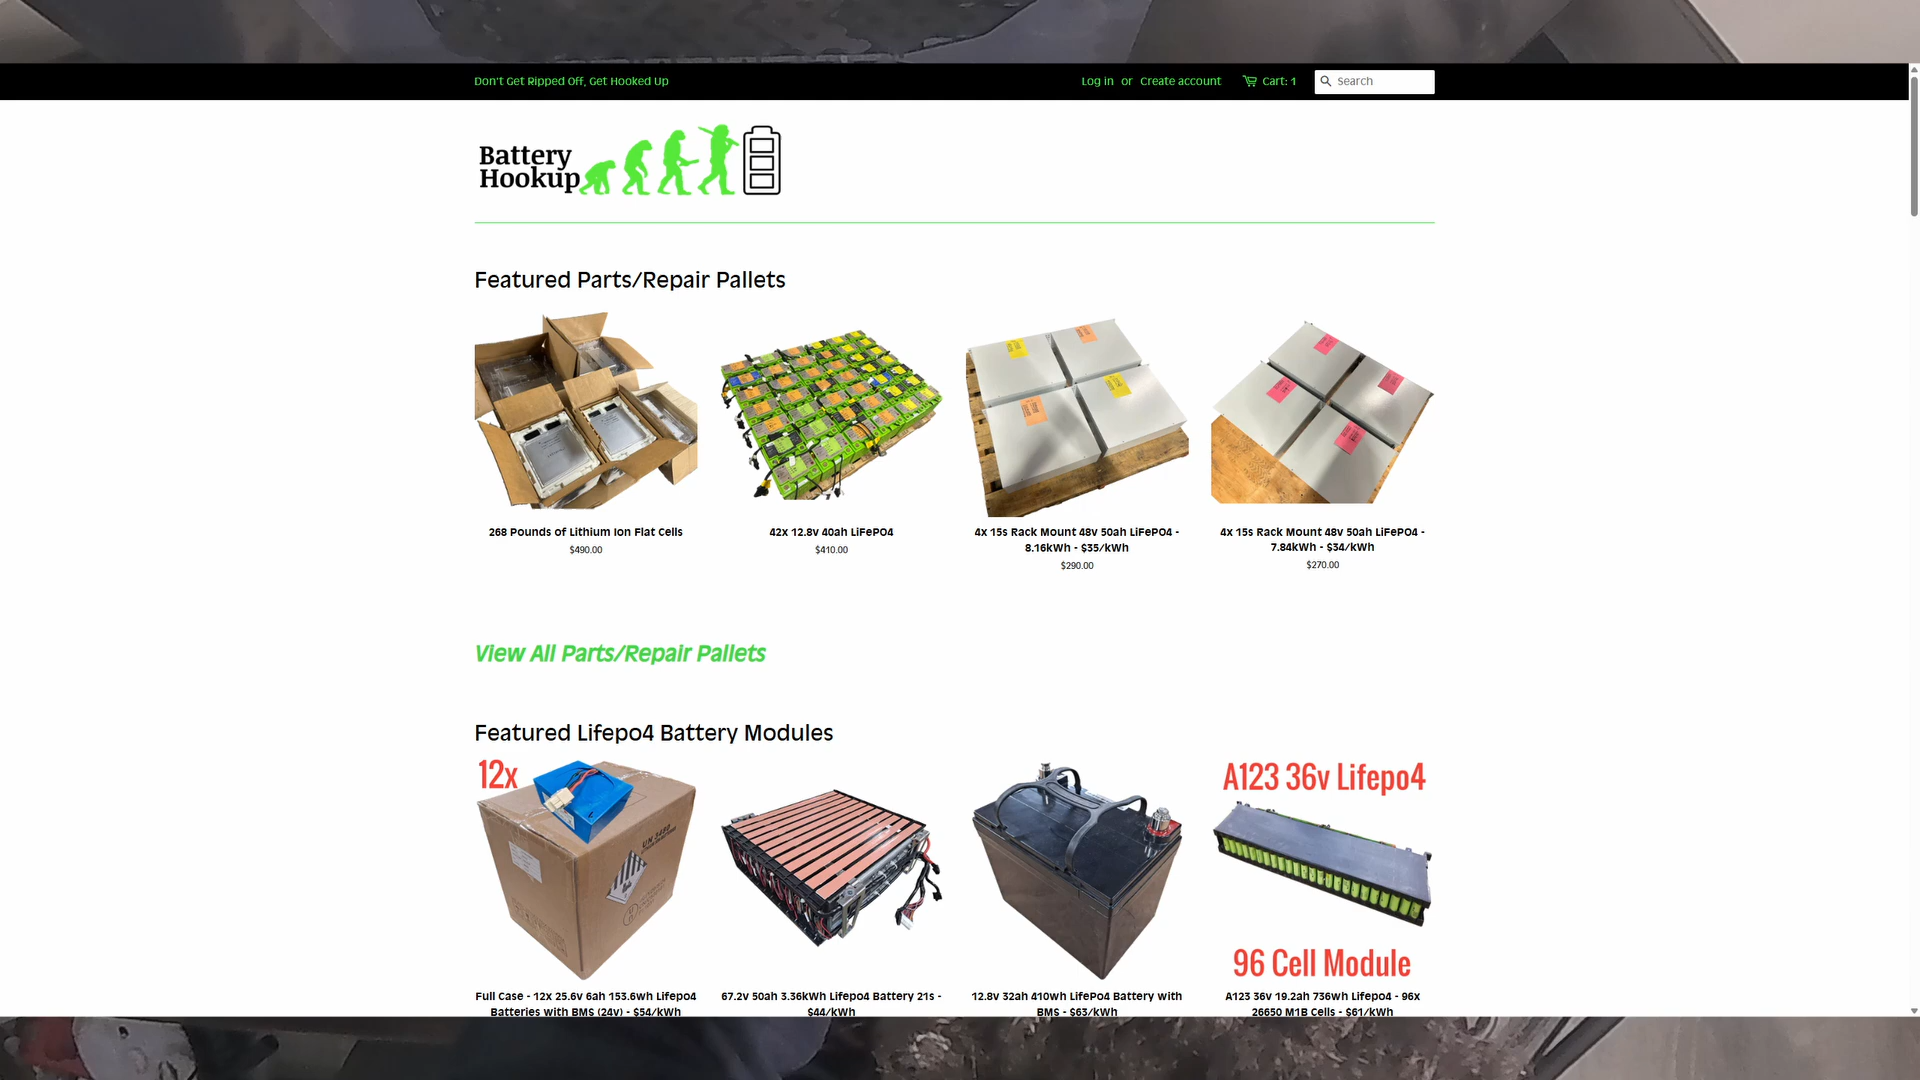 Don't Get Ripped Off, Get Hooked Up
Log in or Create account
Cart: 1
Search
Battery
Hookup
Featured Parts/Repair Pallets
268 Pounds of Lithium Ion Flat Cells
$490.00
42x 12.8v 40ah LiFePO4
$410.00
4x 15s Rack Mount 48v 50ah LiFePO4 -
8.16kWh - $35/kWh
$290.00
4x 15s Rack Mount 48v 50ah LiFePO4 -
7.84kWh - $34/kWh
$270.00
View All Parts/Repair Pallets
Featured Lifepo4 Battery Modules
12x
UN 3480
A123 36v Lifepo4
96 Cell Module
Full Case - 12x 25.6v 6ah 153.6wh Lifepo4
Batteries with BMS (24v) - $54/kWh
67.2v 50ah 3.36kWh Lifepo4 Battery 21s -
$44/kWh
12.8v 32ah 410wh LifePo4 Battery with
BMS - $63/kWh
A123 36v 19.2ah 736wh Lifepo4 - 96x
26650 M1B Cells - $61/kWh